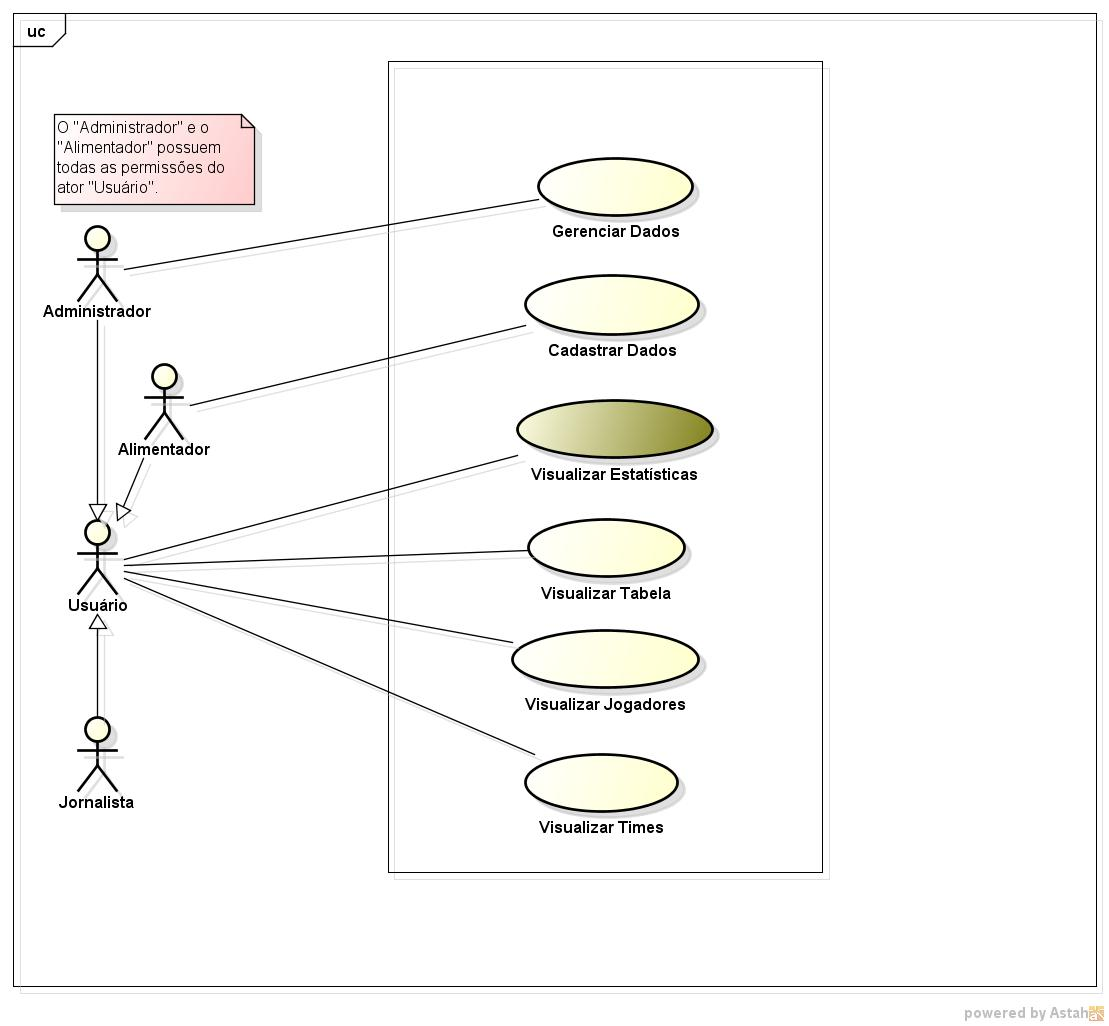 uc
O "Administrador" e o
"Alimentador" possuem
todas as permissões do
ator "Usuário".
Gerenciar Dados
Administrador
Cadastrar Dados
Alimentador
Visualizar Estatísticas
Visualizar Tabela
Usuário
Visualizar Jogadores
Jornalista
Visualizar Times
powered by Astah